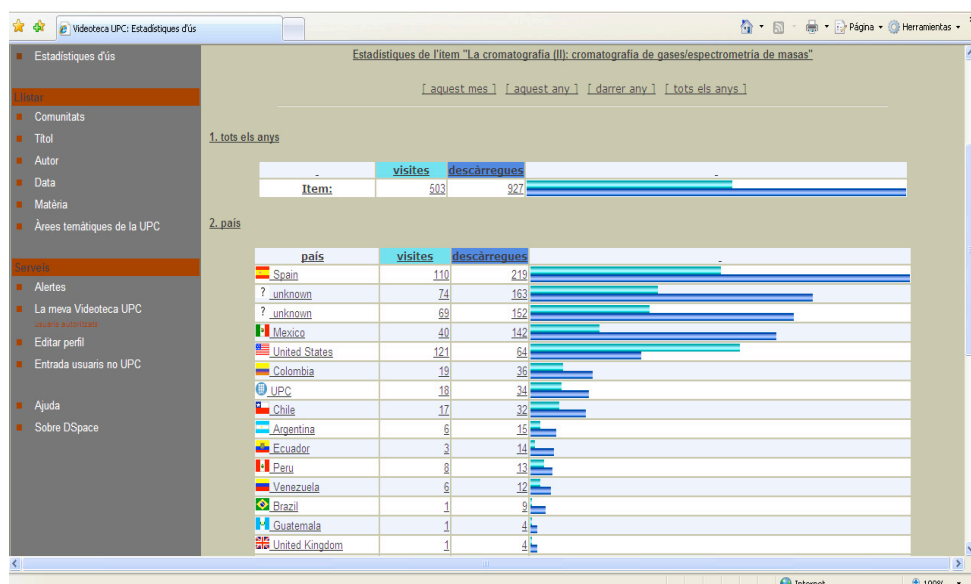 Videoteca UPC: Estadístiques d'ús
Página
Herramientas
Estadístiques d'ús
Llistar
Comunitats
Títol
Autor
Data
Matèria
Àrees temàtiques de la UPC
Serveis
Alertes
La meva Videoteca UPC
usuaris autoritzats
Editar perfil
Entrada usuaris no UPC
Ajuda
Sobre DSpace
Estadístiques de l'ítem "La cromatografía (II): cromatografía de gases/espectrometria de masas"
[ aquest mes ] [ aquest any ] [ darrer any ] [ tots els anys ]
1. tots els anys
visites descàrregues
Item: 503 927
2. país
país visites descàrregues
Spain 110 219
? unknown 74 163
? unknown 69 152
Mexico 40 142
United States 121 64
Colombia 19 36
UPC 18 34
Chile 17 32
Argentina 6 15
Ecuador 3 14
Peru 8 13
Venezuela 6 12
Brazil 1 9
Guatemala 1 4
United Kingdom 1 4
Internet
100%